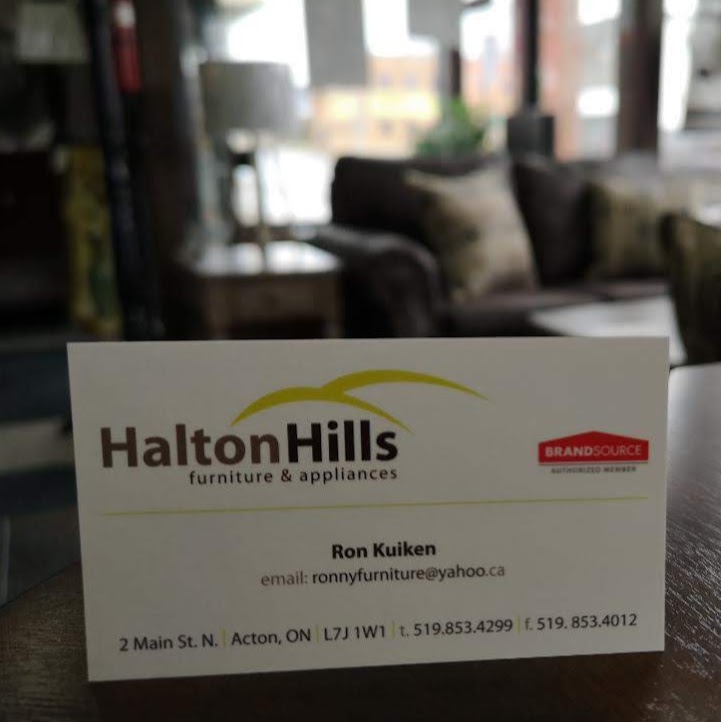 HaltonHills
furniture & appliances
BRANDSOURCE
AUTHORIZED MEMBER
Ron Kuiken
email: ronnyfurniture@yahoo.ca
2 Main St. N. | Acton, ON | L7J 1W1 | t. 519.853.4299 | f. 519. 853.4012